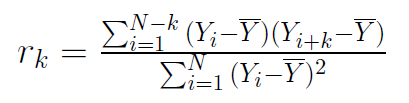 r_k = \frac{\sum_{i=1}^{N-k} (Y_i - \overline{Y})(Y_{i+k} - \overline{Y})}{\sum_{i=1}^{N} (Y_i - \overline{Y})^2}